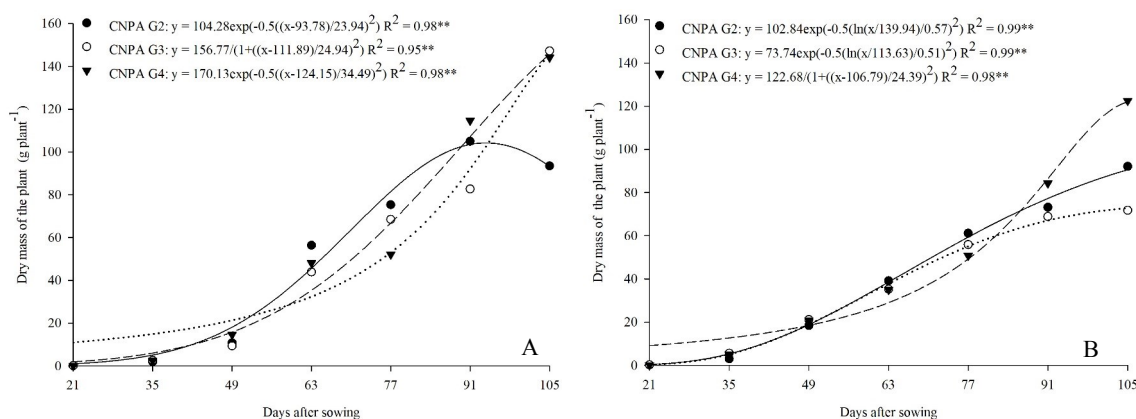 160
140
120
100
80
60
40
20
0
Dry mass of the plant (g plant⁻¹)
CNPA G2: y = 104.28exp(-0.5((x-93.78)/23.94)²) R² = 0.98**
CNPA G3: y = 156.77/(1+((x-111.89)/24.94)²) R² = 0.95**
CNPA G4: y = 170.13exp(-0.5((x-124.15)/34.49)²) R² = 0.98**
A
21 35 49 63 77 91 105
Days after sowing
160
140
120
100
80
60
40
20
0
Dry mass of the plant (g plant⁻¹)
CNPA G2: y = 102.84exp(-0.5(ln(x/139.94)/0.57)²) R² = 0.99**
CNPA G3: y = 73.74exp(-0.5(ln(x/113.63)/0.51)²) R² = 0.99**
CNPA G4: y = 122.68/(1+((x-106.79)/24.39)²) R² = 0.98**
B
21 35 49 63 77 91 105
Days after sowing